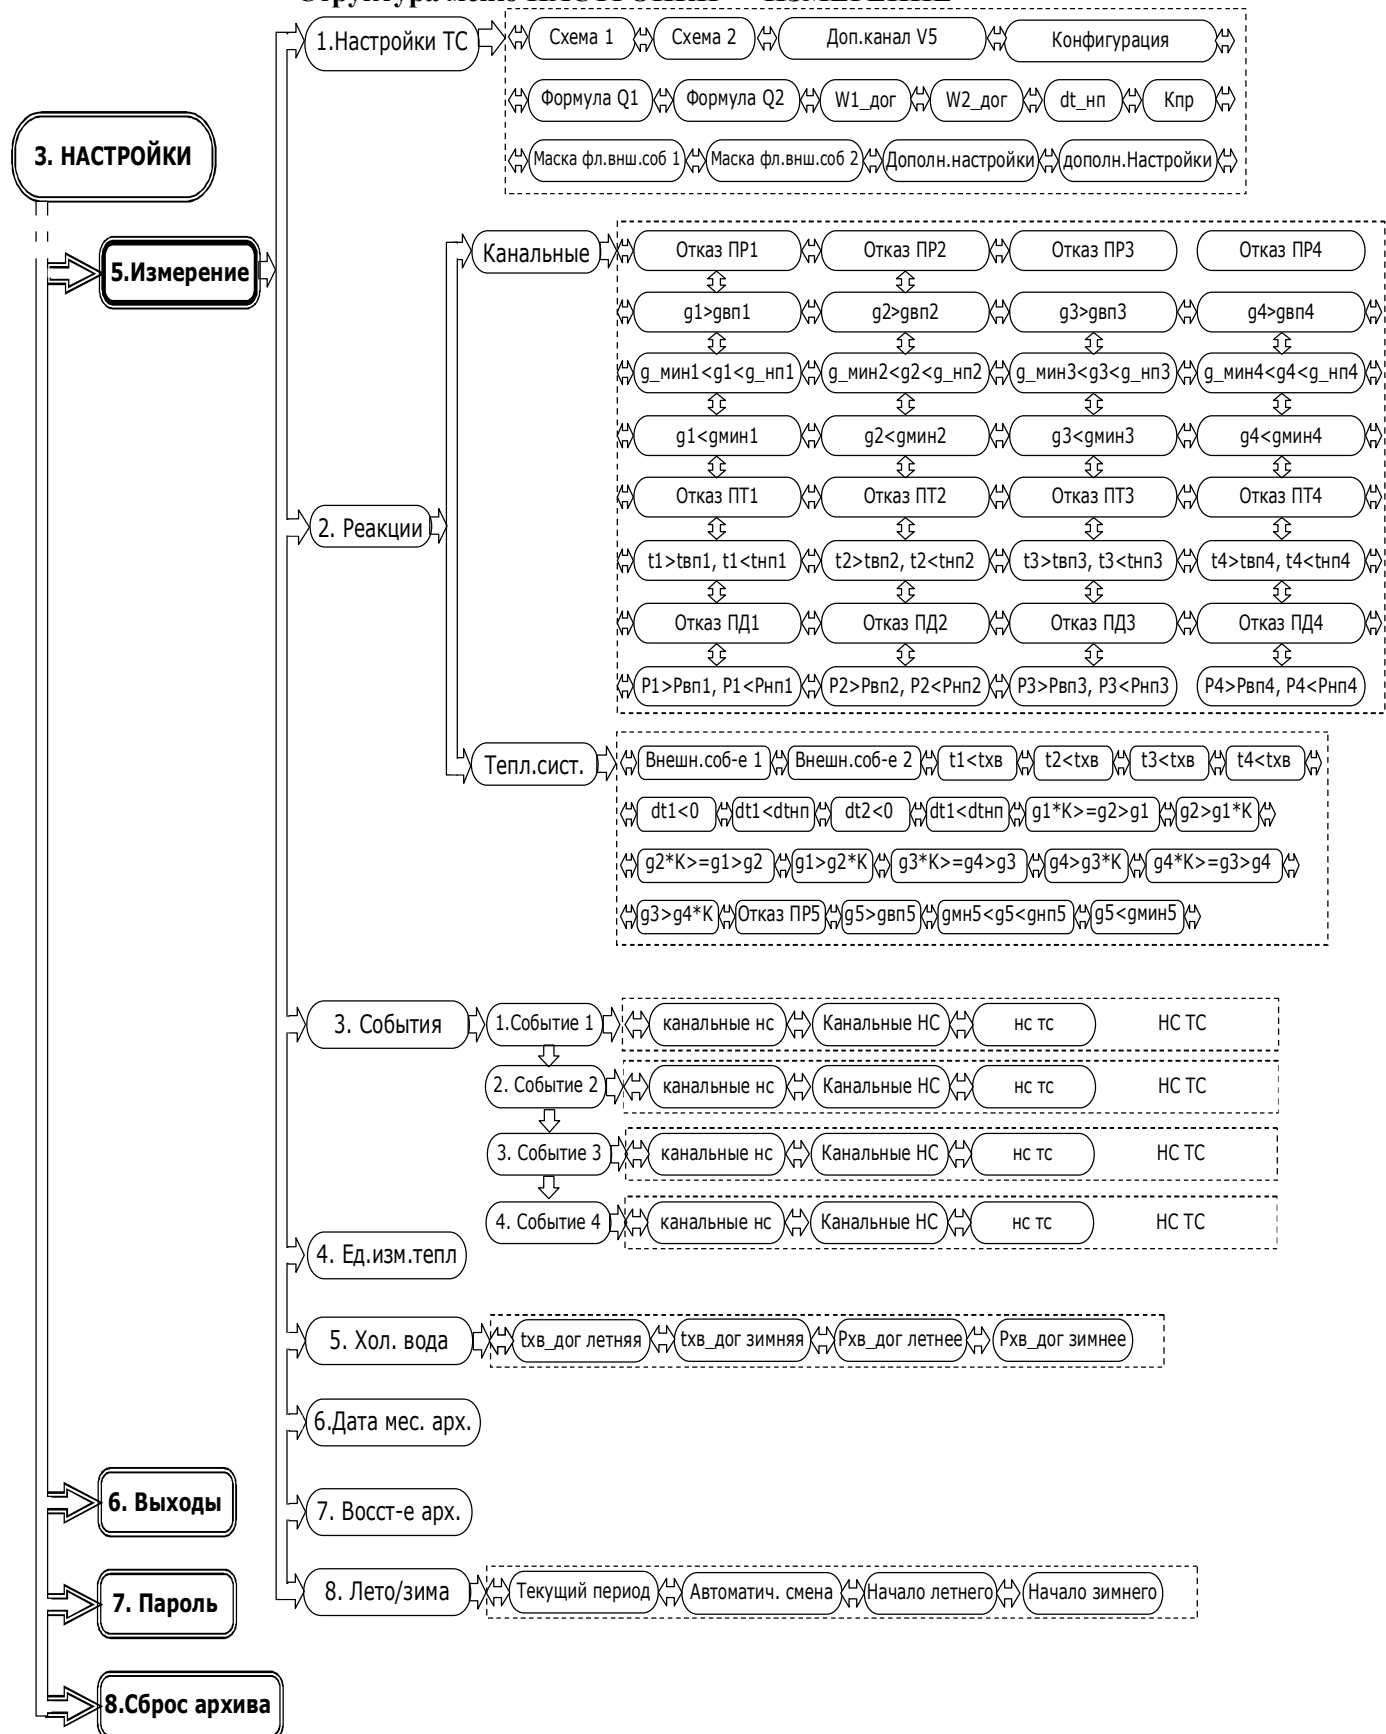 Структура меню НАСТРОЙКИ – ИЗМЕРЕНИЕ
1.Настройки ТС
Схема 1 Схема 2 Доп.канал V5 Конфигурация
Формула Q1 Формула Q2 W1_дог W2_дог dt_нп Кпр
3. НАСТРОЙКИ
Маска фл.внш.соб 1 Маска фл.внш.соб 2 Дополн.настройки дополн.Настройки
5.Измерение
Канальные
Отказ ПР1 Отказ ПР2 Отказ ПР3 Отказ ПР4
g1>gвп1 g2>gвп2 g3>gвп3 g4>gвп4
g_мин1<g1<g_нп1 g_мин2<g2<g_нп2 g_мин3<g3<g_нп3 g_мин4<g4<g_нп4
g1<gмин1 g2<gмин2 g3<gмин3 g4<gмин4
Отказ ПТ1 Отказ ПТ2 Отказ ПТ3 Отказ ПТ4
2. Реакции
t1>tвп1, t1<tнп1 t2>tвп2, t2<tнп2 t3>tвп3, t3<tнп3 t4>tвп4, t4<tнп4
Отказ ПД1 Отказ ПД2 Отказ ПД3 Отказ ПД4
P1>Pвп1, P1<Pнп1 P2>Pвп2, P2<Pнп2 P3>Pвп3, P3<Pнп3 P4>Pвп4, P4<Pнп4
Тепл.сист.
Внешн.соб-е 1 Внешн.соб-е 2 t1<tхв t2<tхв t3<tхв t4<tхв
dt1<0 dt1<dtнп dt2<0 dt1<dtнп g1*K>=g2>g1 g2>g1*K
g2*K>=g1>g2 g1>g2*K g3*K>=g4>g3 g4>g3*K g4*K>=g3>g4
g3>g4*K Отказ ПР5 g5>gвп5 gмн5<g5<gнп5 g5<gмин5
3. События
1.Событие 1 канальные нс Канальные НС нс тс НС ТС
2. Событие 2 канальные нс Канальные НС нс тс НС ТС
3. Событие 3 канальные нс Канальные НС нс тс НС ТС
4. Событие 4 канальные нс Канальные НС нс тс НС ТС
4. Ед.изм.тепл
5. Хол. вода
tхв_дог летняя tхв_дог зимняя Pхв_дог летнее Pхв_дог зимнее
6.Дата мес. арх.
6. Выходы
7. Восст-е арх.
8. Лето/зима
Текущий период Автоматич. смена Начало летнего Начало зимнего
7. Пароль
8.Сброс архива